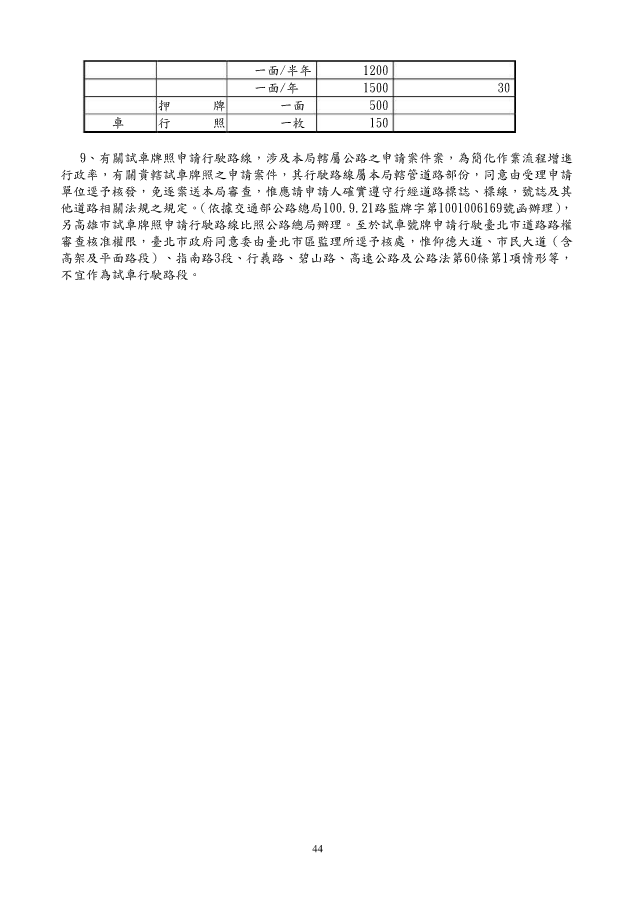 一面/半年 1200
一面/年 1500 30
押 牌 一面 500
車 行 照 一枚 150
9、有關試車牌照申請行駛路線，涉及本局轄屬公路之申請案件案，為簡化作業流程增進
行政率，有關貴轄試車牌照之申請案件，其行駛路線屬本局轄管道路部份，同意由受理申請
單位逕予核發，免逐案送本局審查，惟應請申請人確實遵守行經道路標誌、標線，號誌及其
他道路相關法規之規定。(依據交通部公路總局100.9.21路監牌字第1001006169號函辦理)，
另高雄市試車牌照申請行駛路線比照公路總局辦理。至於試車號牌申請行駛臺北市道路路權
審查核准權限，臺北市政府同意委由臺北市區監理所逕予核處，惟仰德大道、市民大道（含
高架及平面路段）、指南路3段、行義路、碧山路、高速公路及公路法第60條第1項情形等，
不宜作為試車行駛路段。
44